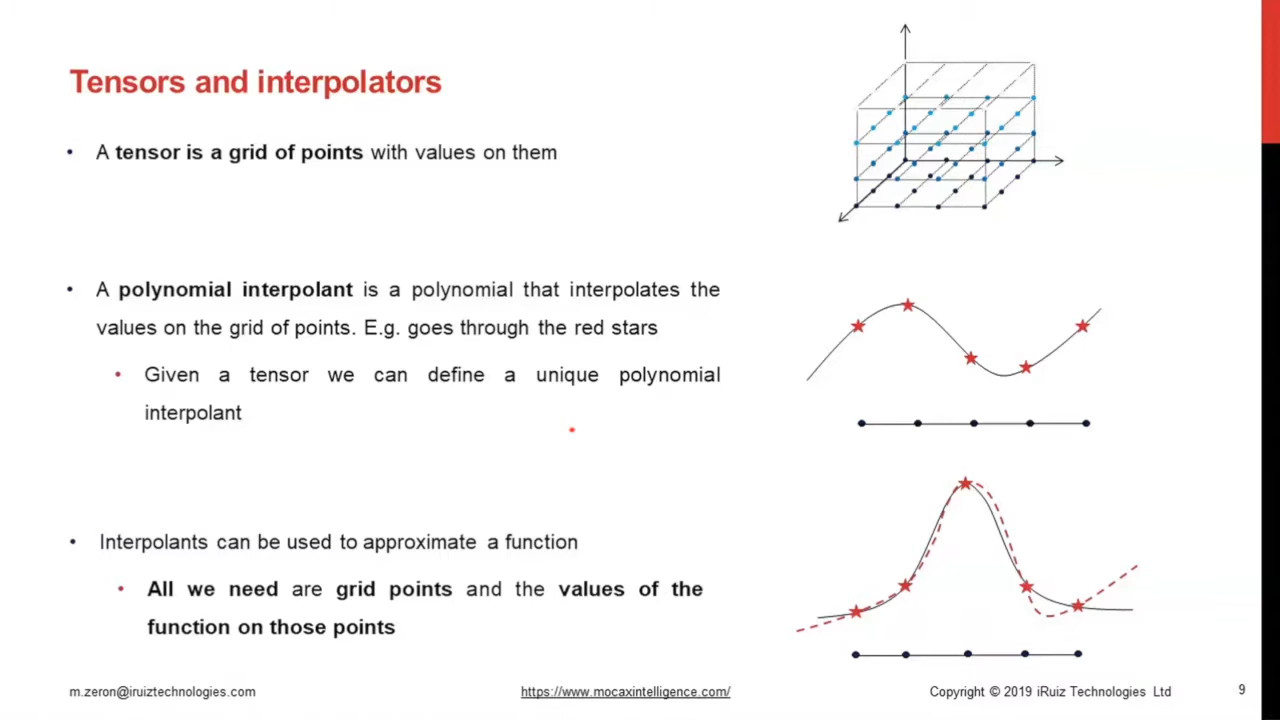 Tensors and interpolators
• A tensor is a grid of points with values on them
• A polynomial interpolant is a polynomial that interpolates the
values on the grid of points. E.g. goes through the red stars
• Given a tensor we can define a unique polynomial
interpolant
• Interpolants can be used to approximate a function
• All we need are grid points and the values of the
function on those points
m.zeron@iruiztechnologies.com
https://www.mocaxintelligence.com/
Copyright © 2019 iRuiz Technologies Ltd
9